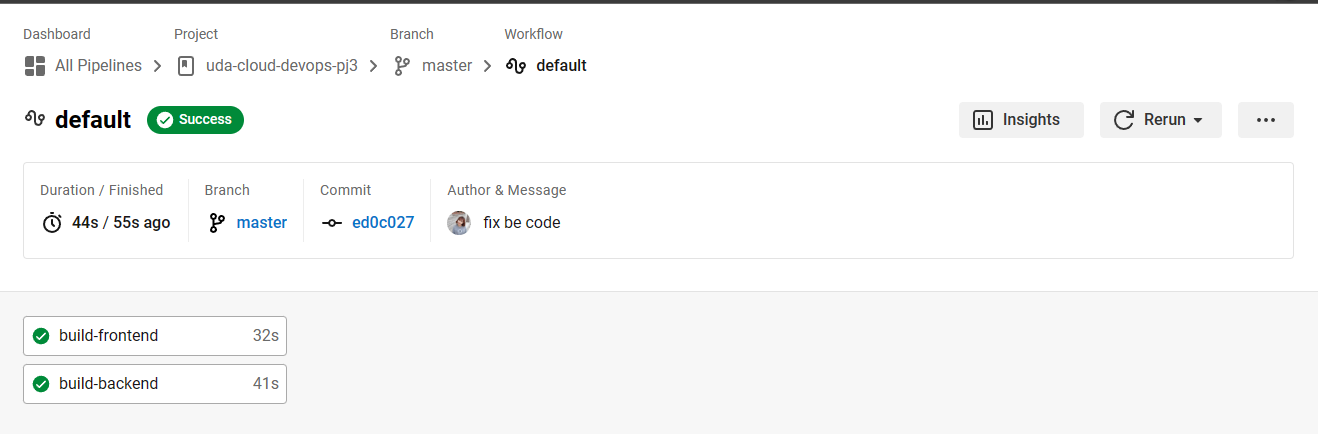 Dashboard Project Branch Workflow
All Pipelines uda-cloud-devops-pj3 master default
default Success Insights Rerun
Duration / Finished Branch Commit Author & Message
44s / 55s ago master ed0c027 fix be code
build-frontend 32s
build-backend 41s